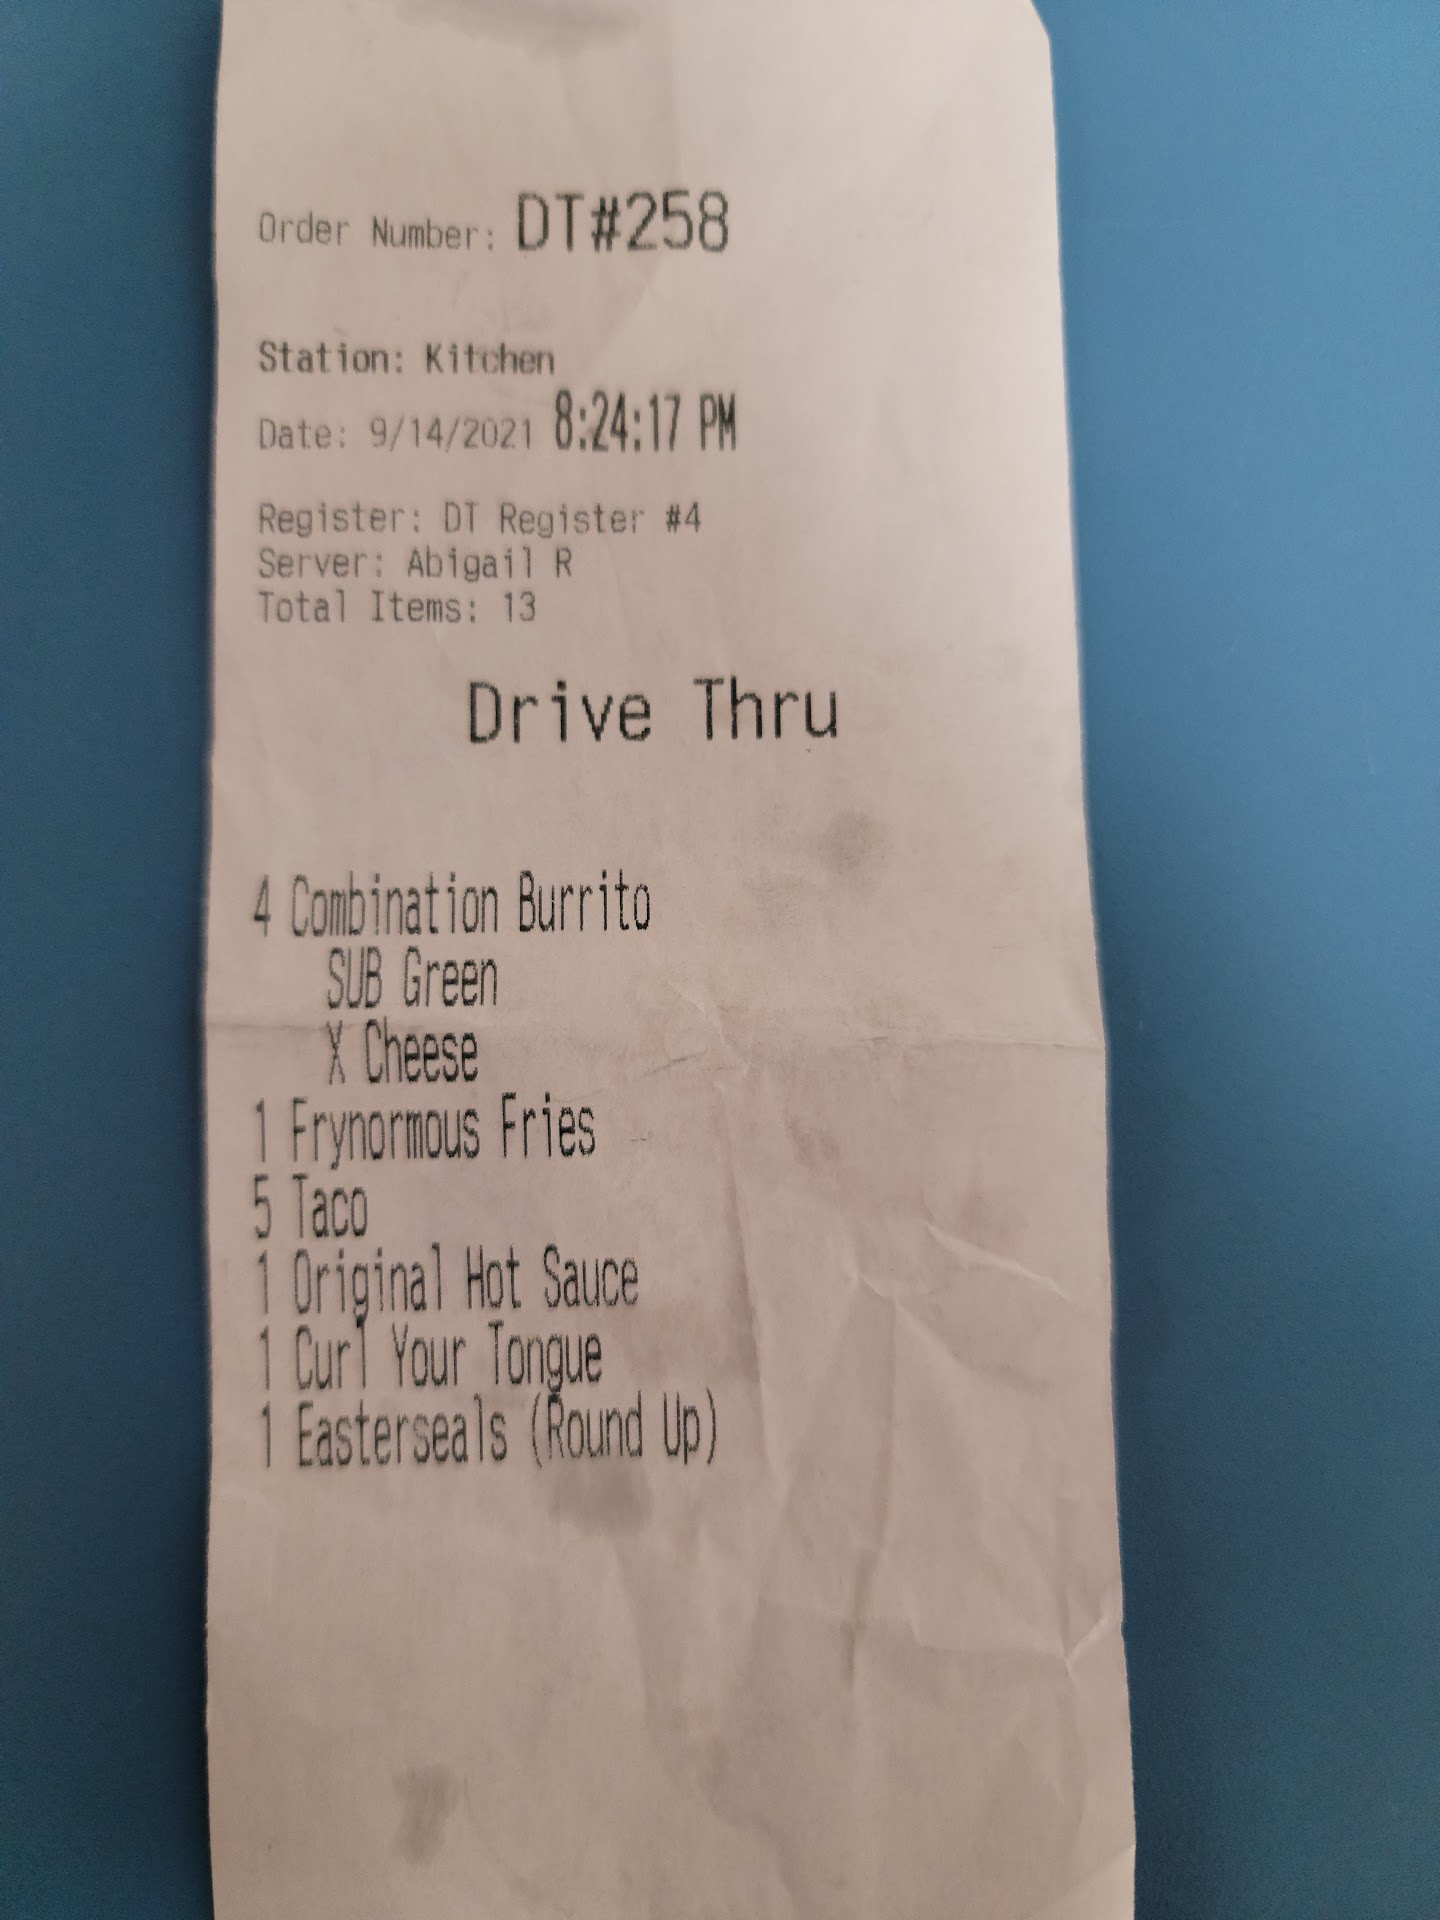 Order Number: DT#258
Station: Kitchen
Date: 9/14/2021 8:24:17 PM
Register: DT Register #4
Server: Abigail R
Total Items: 13
Drive Thru
4 Combination Burrito
SUB Green
X Cheese
1 Frynormous Fries
5 Taco
1 Original Hot Sauce
1 Curl Your Tongue
1 Easterseals (Round Up)